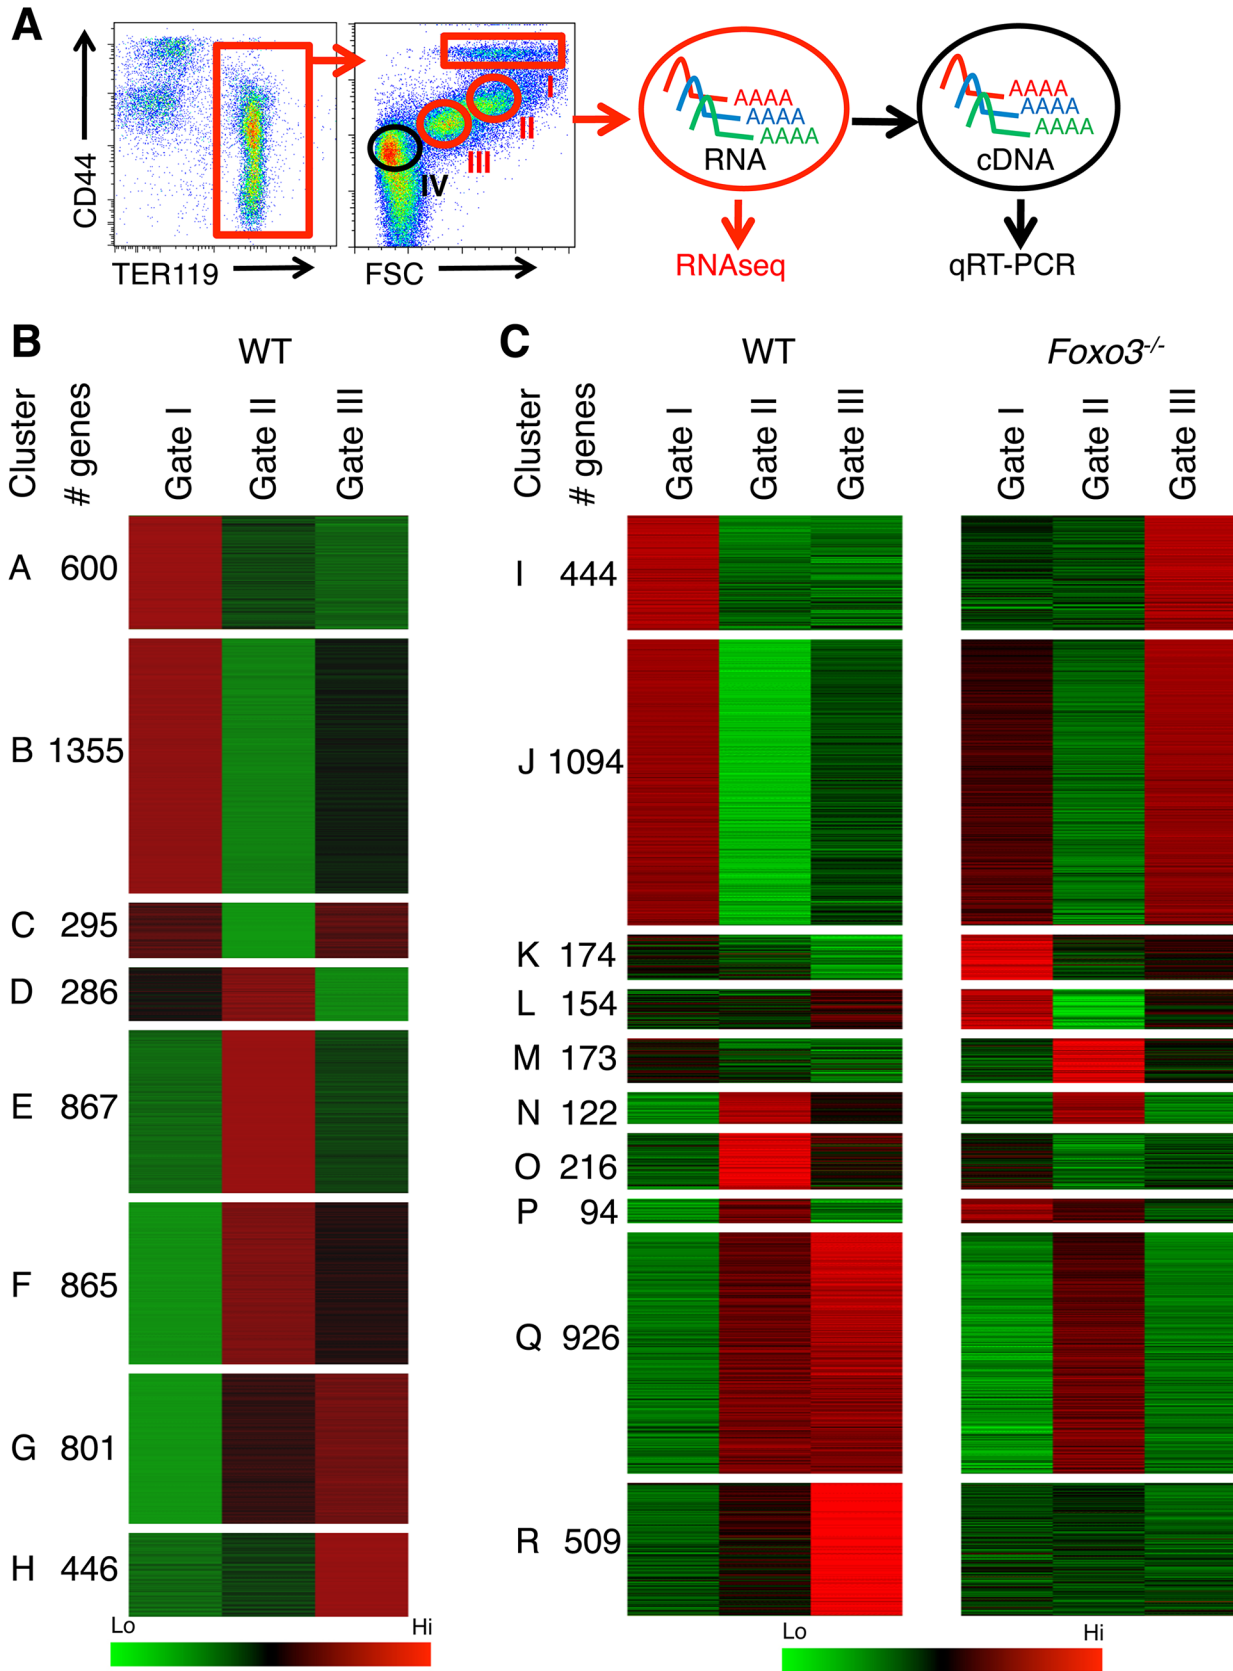 A
CD44
TER119
FSC
I
II
III
IV
AAAA
AAAA
AAAA
RNA
AAAA
AAAA
AAAA
cDNA
RNAseq
qRT-PCR
B
WT
Cluster
# genes
Gate I
Gate II
Gate III
A 600
B 1355
C 295
D 286
E 867
F 865
G 801
H 446
Lo Hi
C
WT
Foxo3-/-
Cluster
# genes
Gate I
Gate II
Gate III
Gate I
Gate II
Gate III
I 444
J 1094
K 174
L 154
M 173
N 122
O 216
P 94
Q 926
R 509
Lo Hi